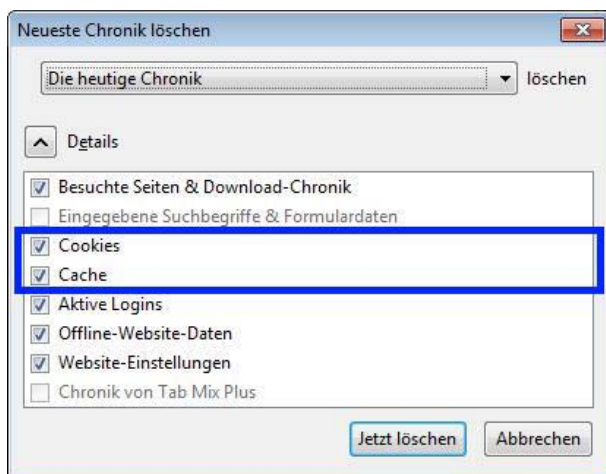 Neueste Chronik löschen
Die heutige Chronik löschen
Details
Besuchte Seiten & Download-Chronik
Eingegebene Suchbegriffe & Formulardaten
Cookies
Cache
Aktive Logins
Offline-Website-Daten
Website-Einstellungen
Chronik von Tab Mix Plus
Jetzt löschen Abbrechen